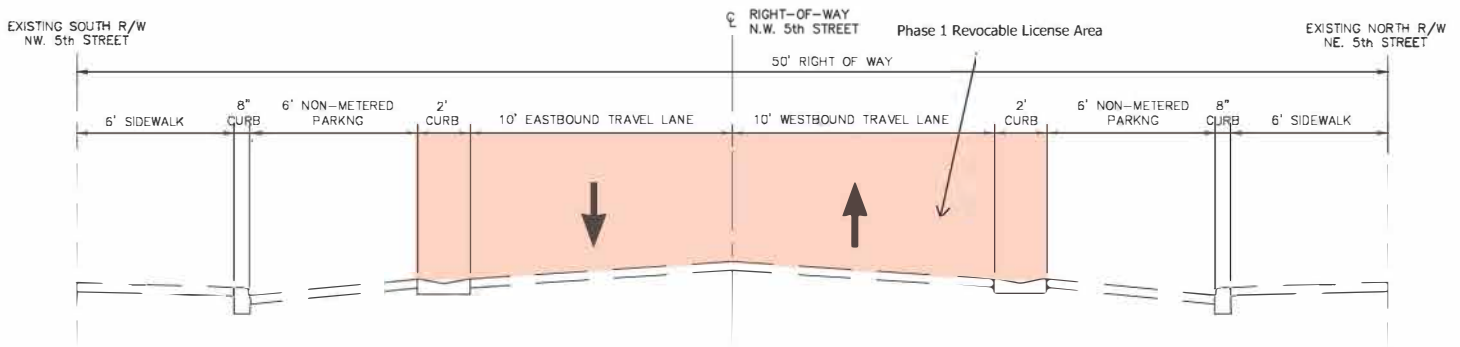 EXISTING SOUTH R/W
NW. 5th STREET
℄ RIGHT-OF-WAY
N.W. 5th STREET
Phase 1 Revocable License Area
EXISTING NORTH R/W
NE. 5th STREET
50' RIGHT OF WAY
6' SIDEWALK
8"
CURB
6' NON-METERED
PARKNG
2'
CURB
10' EASTBOUND TRAVEL LANE
10' WESTBOUND TRAVEL LANE
2'
CURB
6' NON-METERED
PARKNG
8"
CURB
6' SIDEWALK